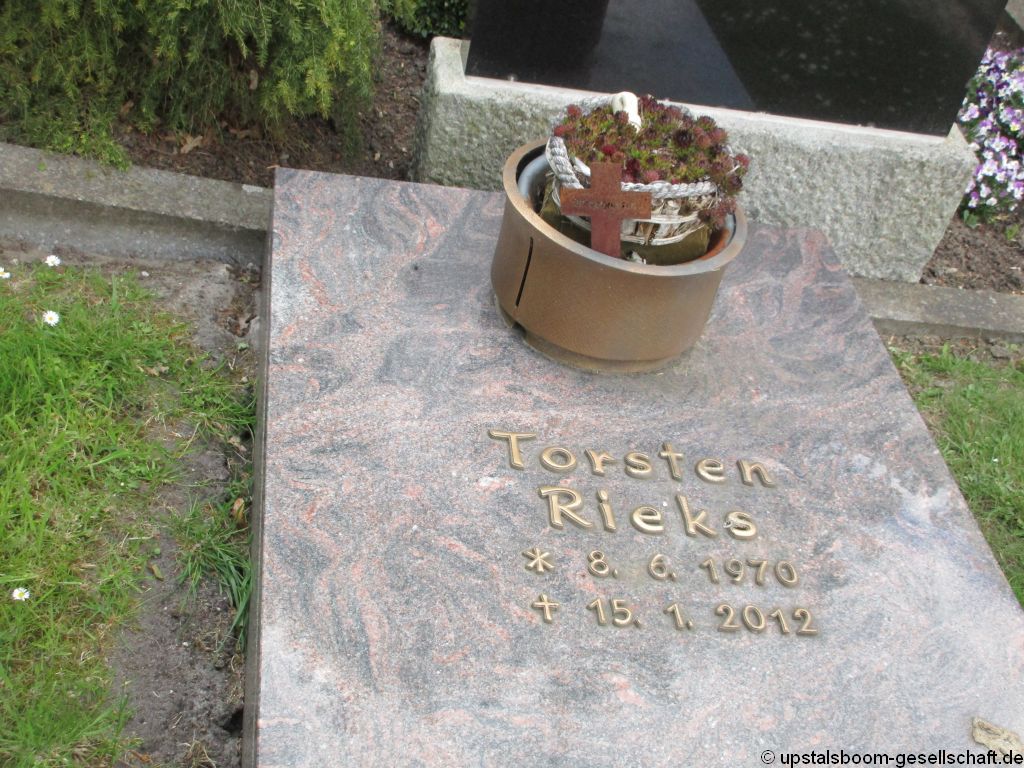 Torsten
Rieks
* 8. 6. 1970
† 15. 1. 2012
© upstalsboom-gesellschaft.de